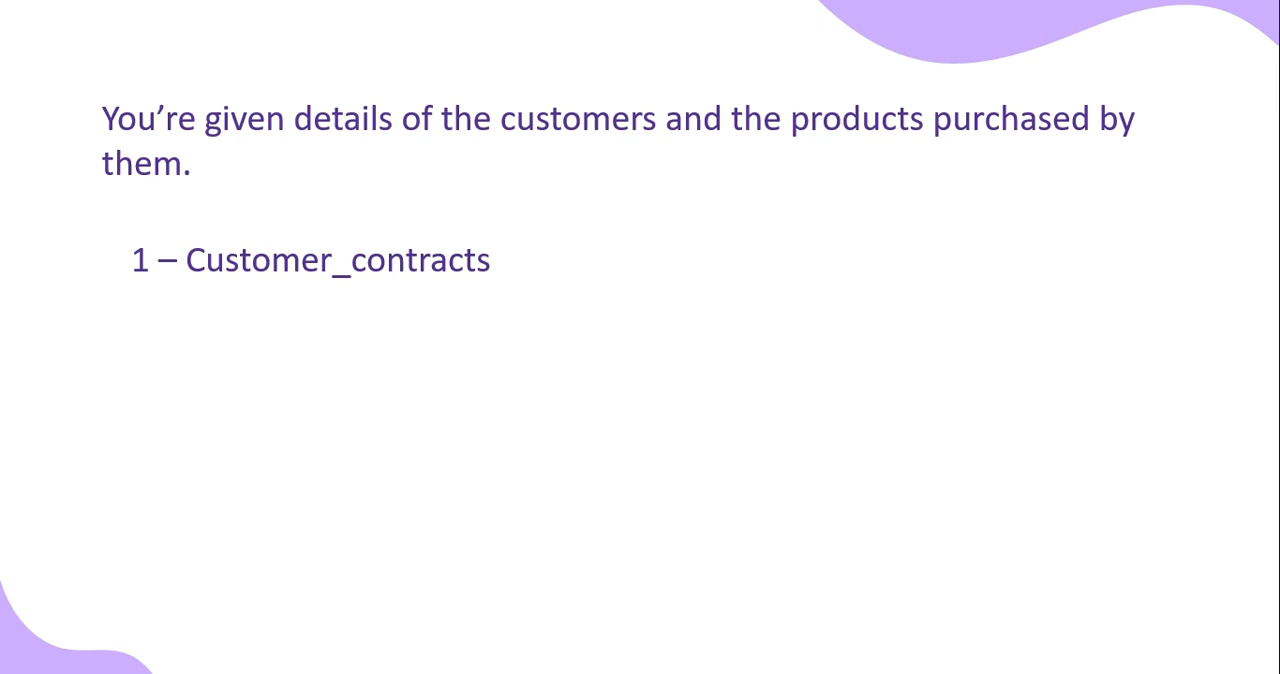 You’re given details of the customers and the products purchased by
them.
1 – Customer_contracts